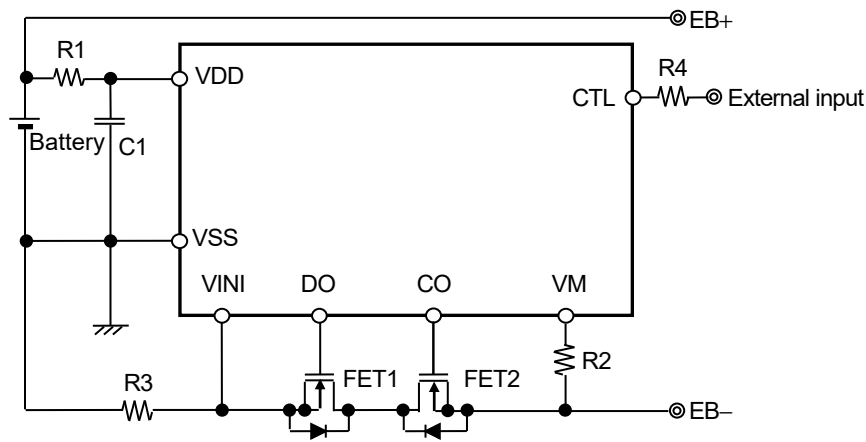 EB+
R1
VDD
R4
CTL
External input
Battery
C1
VSS
VINI
DO
CO
VM
R2
R3
FET1
FET2
EB−